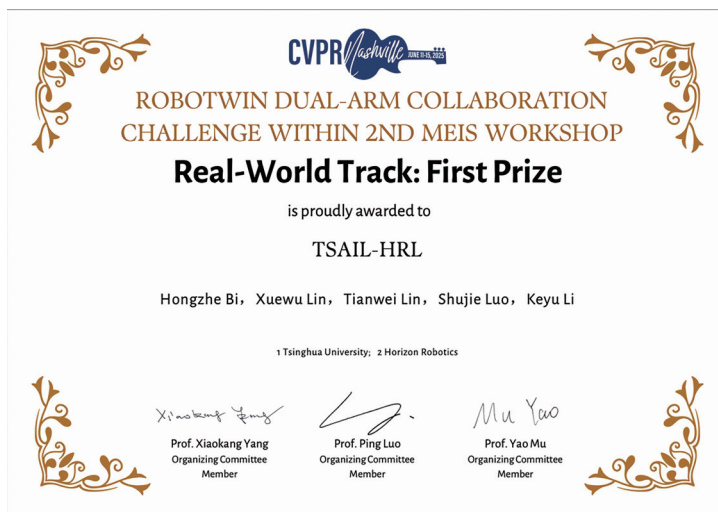 CVPR Nashville JUNE 11-15, 2025
ROBOTWIN DUAL-ARM COLLABORATION
CHALLENGE WITHIN 2ND MEIS WORKSHOP
Real-World Track: First Prize
is proudly awarded to
TSAIL-HRL
Hongzhe Bi，Xuewu Lin，Tianwei Lin，Shujie Luo，Keyu Li
1 Tsinghua University; 2 Horizon Robotics
Xiaokang Yang
Mu Yao
Prof. Xiaokang Yang
Organizing Committee
Member
Prof. Ping Luo
Organizing Committee
Member
Prof. Yao Mu
Organizing Committee
Member